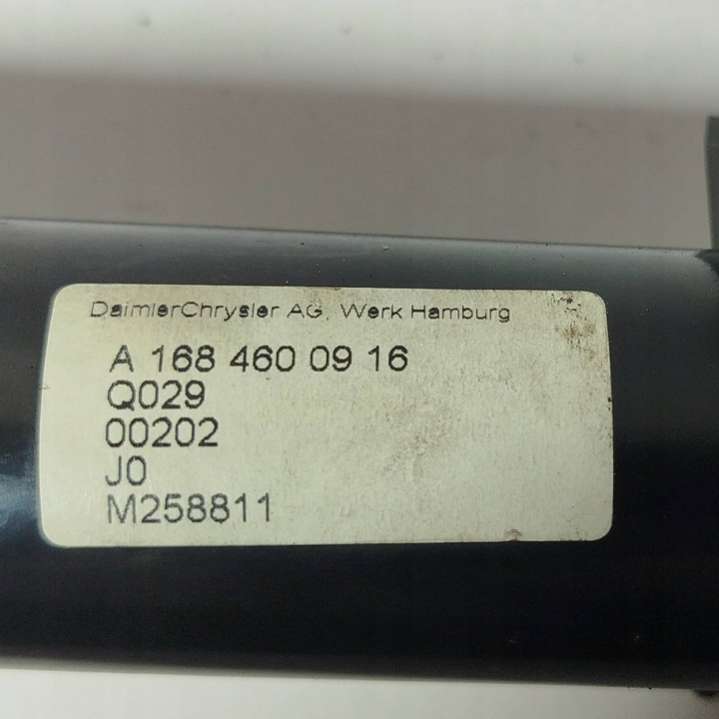 DaimlerChrysler AG, Werk Hamburg
A 168 460 09 16
Q029
00202
J0
M258811